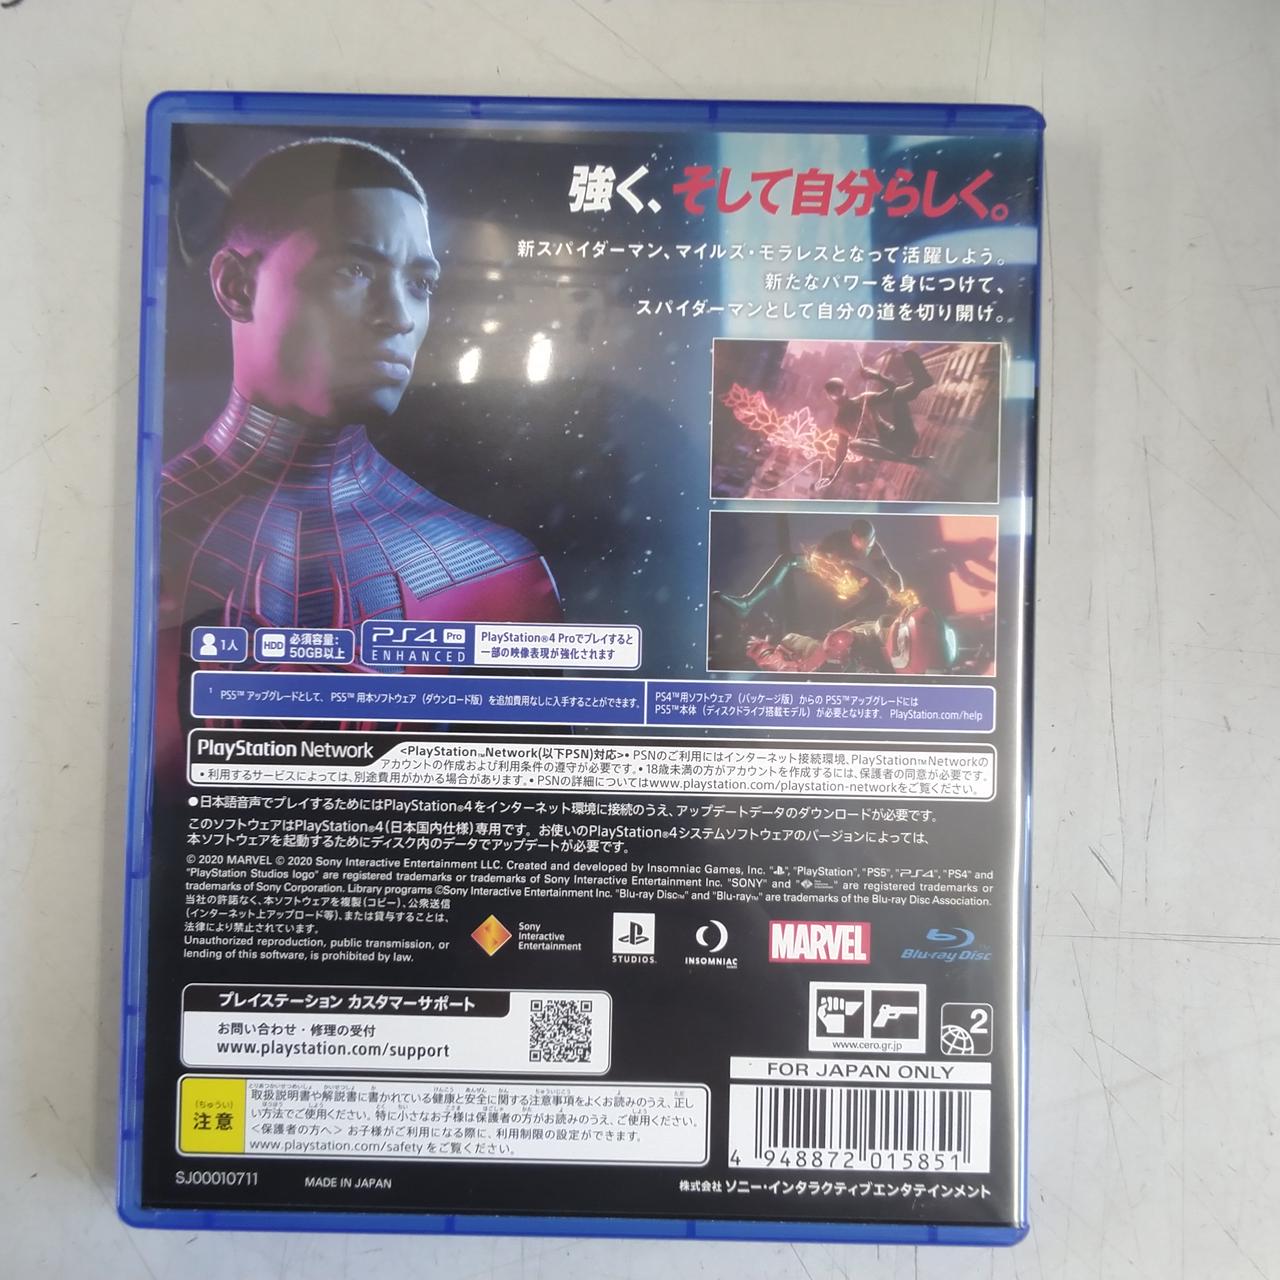 強く、そして自分らしく。
新スパイダーマン、マイルズ・モラレスとなって活躍しよう。
新たなパワーを身につけて、
スパイダーマンとして自分の道を切り開け。
1人
HDD 必須容量:
50GB以上
PS4 Pro
ENHANCED
PlayStation®4 Proでプレイすると
一部の映像表現が強化されます
1 PS5™ アップグレードとして、PS5™ 用本ソフトウェア（ダウンロード版）を追加費用なしに入手することができます。
PS4™用ソフトウェア（パッケージ版）からのPS5™アップグレードには
PS5™本体（ディスクドライブ搭載モデル）が必要となります。PlayStation.com/help
PlayStation Network
<PlayStation™Network(以下PSN)対応>• PSNのご利用にはインターネット接続環境、PlayStation™Networkの
アカウントの作成および利用条件の遵守が必要です。• 18歳未満の方がアカウントを作成するには、保護者の同意が必要です。
• 利用するサービスによっては、別途費用がかかる場合があります。• PSNの詳細についてはwww.playstation.com/playstation-networkをご覧ください。
●日本語音声でプレイするためにはPlayStation®4をインターネット環境に接続のうえ、アップデートデータのダウンロードが必要です。
このソフトウェアはPlayStation®4(日本国内仕様)専用です。お使いのPlayStation®4システムソフトウェアのバージョンによっては、
本ソフトウェアを起動するためにディスク内のデータでアップデートが必要です。
© 2020 MARVEL © 2020 Sony Interactive Entertainment LLC. Created and developed by Insomniac Games, Inc. "PS", "PlayStation", "PS5", "PS4", "PS4" and
"PlayStation Studios logo" are registered trademarks or trademarks of Sony Interactive Entertainment Inc. "SONY" and " " are registered trademarks or
trademarks of Sony Corporation. Library programs ©Sony Interactive Entertainment Inc. "Blu-ray Disc™" and "Blu-ray™" are trademarks of the Blu-ray Disc Association.
当社の許諾なく、本ソフトウェアを複製(コピー)、公衆送信
(インターネット上アップロード等)、または貸与することは、
法律により禁止されています。
Unauthorized reproduction, public transmission, or
lending of this software, is prohibited by law.
Sony
Interactive
Entertainment
STUDIOS.
INSOMNIAC
MARVEL
Blu-ray Disc
プレイステーション カスタマーサポート
お問い合わせ・修理の受付
www.playstation.com/support
www.cero.gr.jp
2
FOR JAPAN ONLY
(ちゅうい)
注意
取扱説明書や解説書に書かれている健康と安全に関する注意事項をよくお読みのうえ、正し
い方法でご使用ください。特に小さなお子様は保護者の方がお読みのうえ、ご使用ください。
<保護者の方へ> お子様がご利用になる際に、利用制限の設定ができます。
www.playstation.com/safety をご覧ください。
4 948872 015851
SJ00010711
MADE IN JAPAN
株式会社 ソニー・インタラクティブエンタテインメント